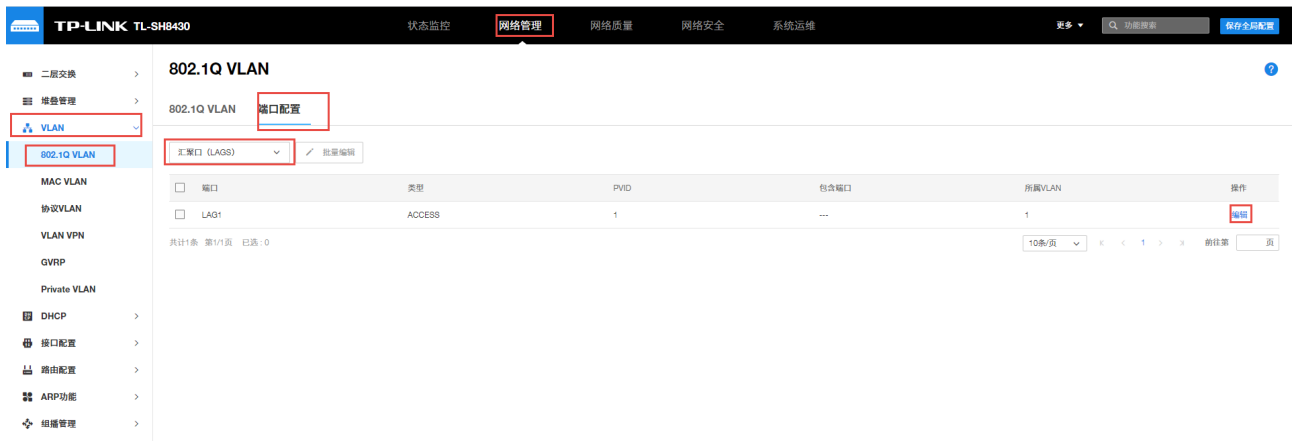 TP-LINK TL-SH8430 状态监控 网络管理 网络质量 网络安全 系统运维 更多 功能搜索 保存全局配置
二层交换
堆叠管理
VLAN
802.1Q VLAN
MAC VLAN
协议VLAN
VLAN VPN
GVRP
Private VLAN
DHCP
接口配置
路由配置
ARP功能
组播管理
802.1Q VLAN ?
802.1Q VLAN 端口配置
汇聚口（LAGS） 批量编辑
端口 类型 PVID 包含端口 所属VLAN 操作
LAG1 ACCESS 1 --- 1 编辑
共计1条 第1/1页 已选 : 0 10条/页 1 前往第 页